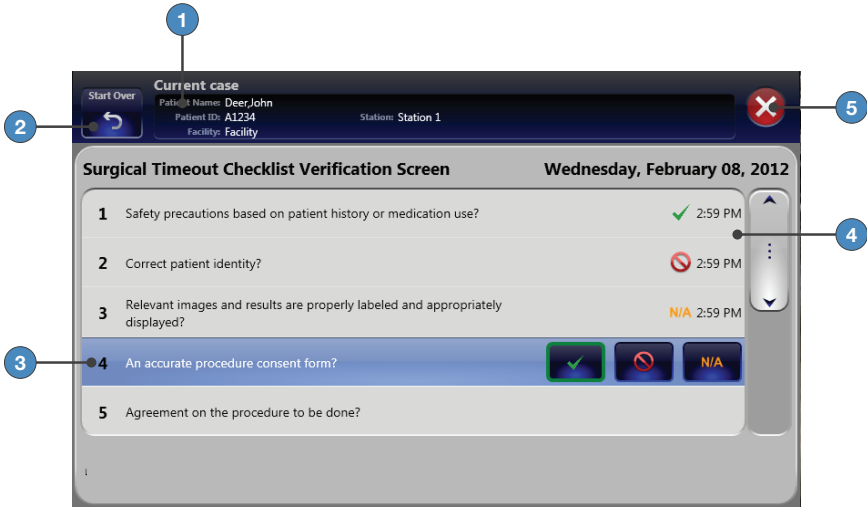 1
Current case
Start Over
Patient Name: Deer,John
Patient ID: A1234 Station: Station 1
Facility: Facility
5
2
Surgical Timeout Checklist Verification Screen Wednesday, February 08, 2012
1 Safety precautions based on patient history or medication use? 2:59 PM
4
2 Correct patient identity? 2:59 PM
3 Relevant images and results are properly labeled and appropriately
displayed?
N/A 2:59 PM
3
4 An accurate procedure consent form? N/A
5 Agreement on the procedure to be done?